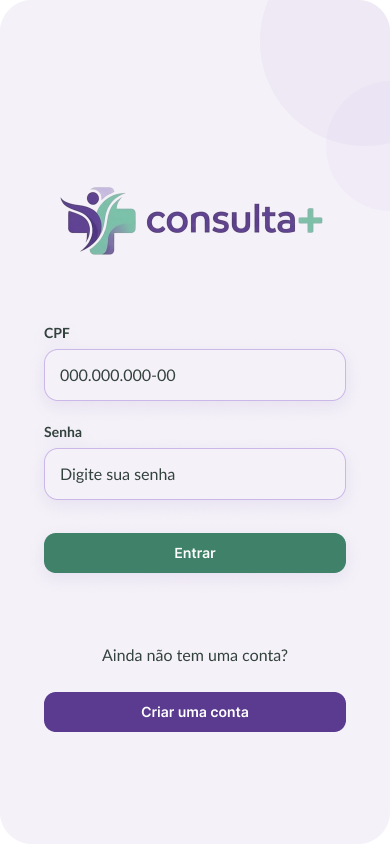 consulta+
CPF
000.000.000-00
Senha
Digite sua senha
Entrar
Ainda não tem uma conta?
Criar uma conta